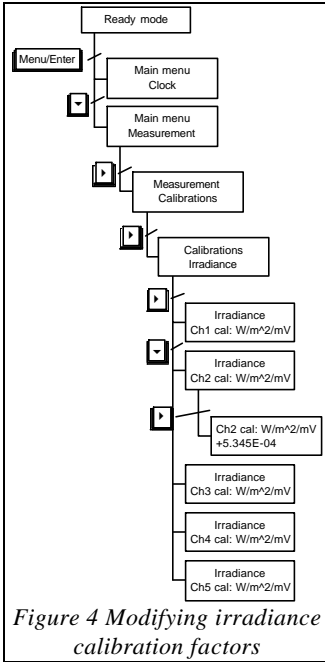 Ready mode
Menu/Enter
Main menu
Clock
Main menu
Measurement
Measurement
Calibrations
Calibrations
Irradiance
Irradiance
Ch1 cal: W/m^2/mV
Irradiance
Ch2 cal: W/m^2/mV
Ch2 cal: W/m^2/mV
+5.345E-04
Irradiance
Ch3 cal: W/m^2/mV
Irradiance
Ch4 cal: W/m^2/mV
Irradiance
Ch5 cal: W/m^2/mV
Figure 4 Modifying irradiance
calibration factors